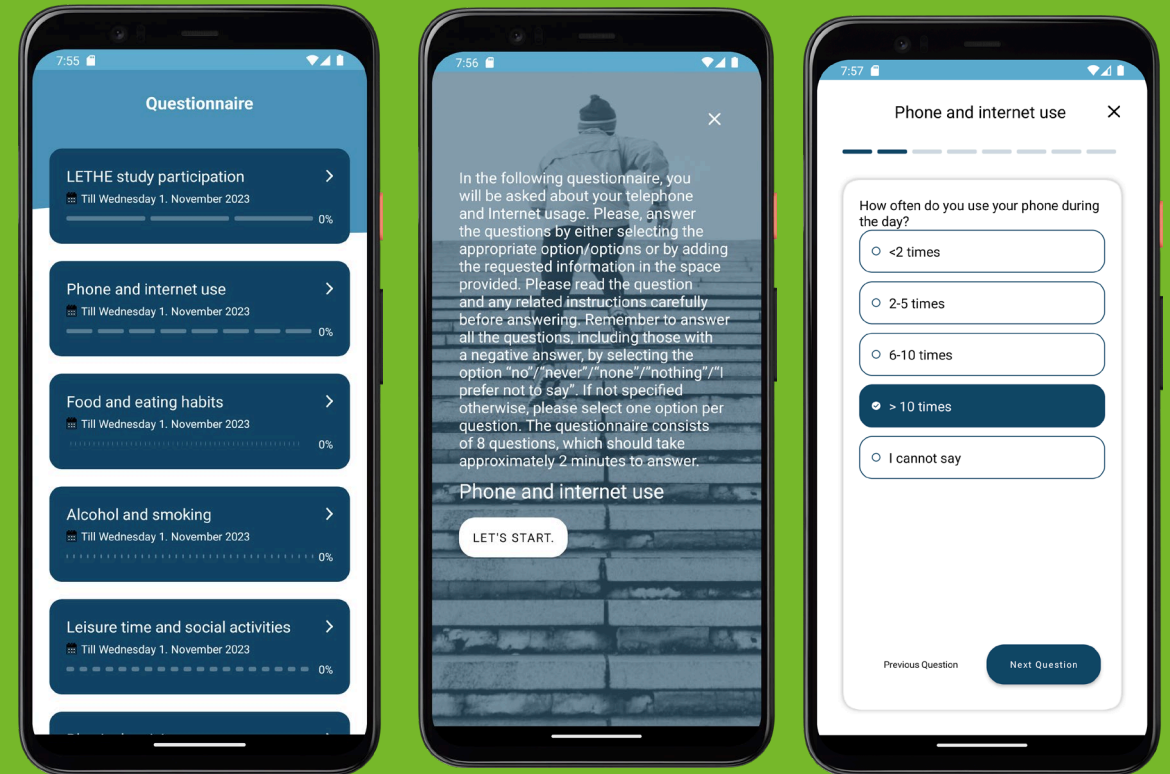 7:55
Questionnaire
LETHE study participation
Till Wednesday 1. November 2023
0%
Phone and internet use
Till Wednesday 1. November 2023
0%
Food and eating habits
Till Wednesday 1. November 2023
0%
Alcohol and smoking
Till Wednesday 1. November 2023
0%
Leisure time and social activities
Till Wednesday 1. November 2023
0%
7:56
In the following questionnaire, you
will be asked about your telephone
and Internet usage. Please, answer
the questions by either selecting the
appropriate option/options or by adding
the requested information in the space
provided. Please read the question
and any related instructions carefully
before answering. Remember to answer
all the questions, including those with
a negative answer, by selecting the
option “no”/“never”/“none”/“nothing”/“I
prefer not to say”. If not specified
otherwise, please select one option per
question. The questionnaire consists
of 8 questions, which should take
approximately 2 minutes to answer.
Phone and internet use
LET'S START.
7:57
Phone and internet use
How often do you use your phone during
the day?
<2 times
2-5 times
6-10 times
> 10 times
I cannot say
Previous Question
Next Question